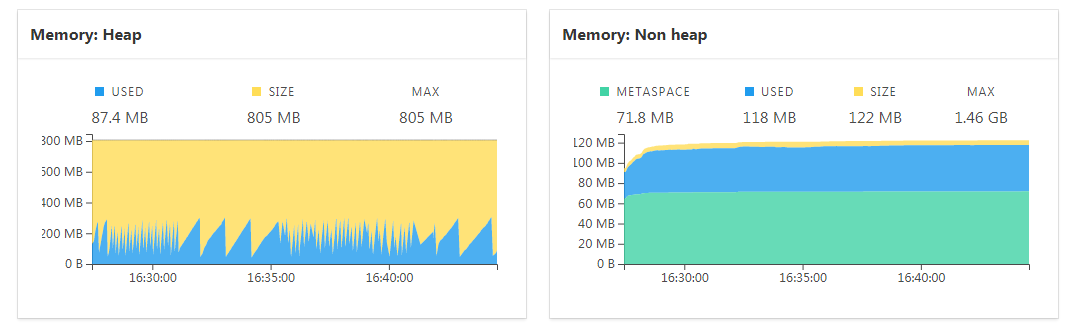 Memory: Heap
USED SIZE MAX
87.4 MB 805 MB 805 MB
800 MB
600 MB
400 MB
200 MB
0 B
16:30:00 16:35:00 16:40:00
Memory: Non heap
METASPACE USED SIZE MAX
71.8 MB 118 MB 122 MB 1.46 GB
120 MB
100 MB
80 MB
60 MB
40 MB
20 MB
0 B
16:30:00 16:35:00 16:40:00